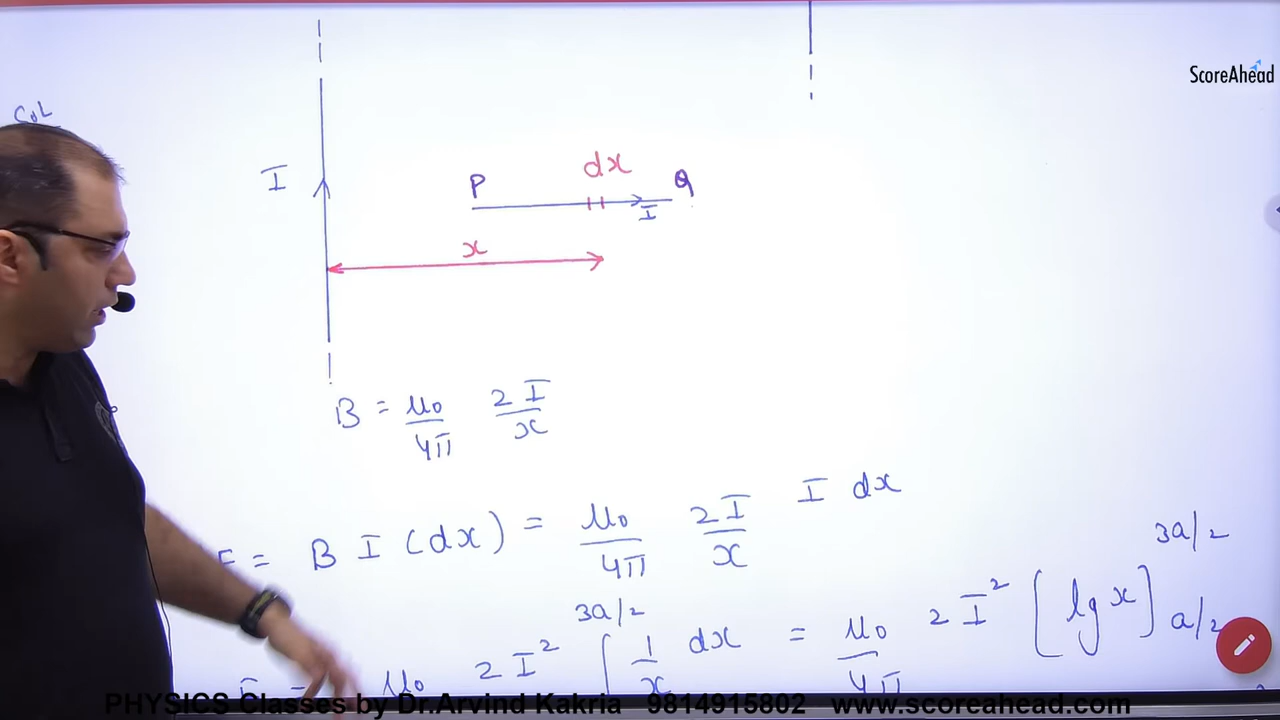 ScoreAhead
CoL
I
P
dx
Q
I
x
B = μ₀/4π 2I/x
F = B I (dx) = μ₀/4π 2I/x I dx
F = μ₀ 2I² ∫ 3a/2 1/x dx = μ₀/4π 2I² [lg x] 3a/2 a/2
PHYSICS Classes by Dr.Arvind Kakria 9814915802 www.scoreahead.com